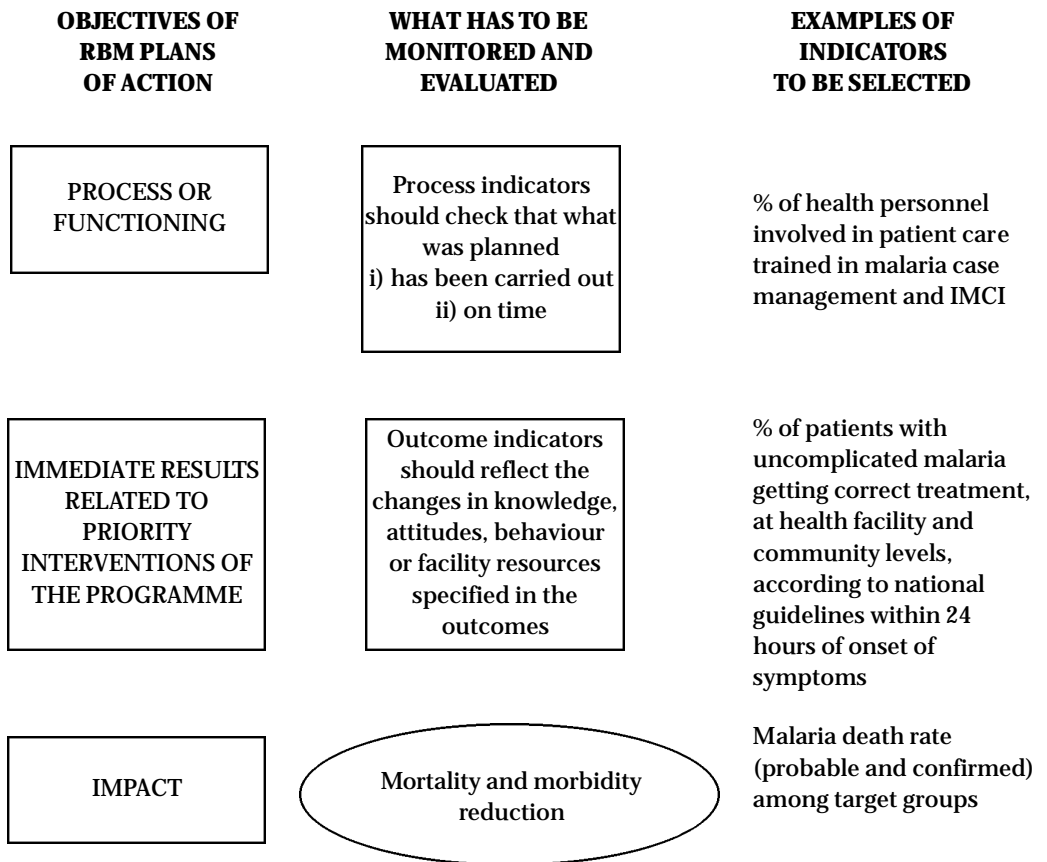 OBJECTIVES OF
RBM PLANS
OF ACTION
WHAT HAS TO BE
MONITORED AND
EVALUATED
EXAMPLES OF
INDICATORS
TO BE SELECTED
PROCESS OR
FUNCTIONING
Process indicators
should check that what
was planned
i) has been carried out
ii) on time
% of health personnel
involved in patient care
trained in malaria case
management and IMCI
IMMEDIATE RESULTS
RELATED TO
PRIORITY
INTERVENTIONS OF
THE PROGRAMME
Outcome indicators
should reflect the
changes in knowledge,
attitudes, behaviour
or facility resources
specified in the
outcomes
% of patients with
uncomplicated malaria
getting correct treatment,
at health facility and
community levels,
according to national
guidelines within 24
hours of onset of
symptoms
IMPACT
Mortality and morbidity
reduction
Malaria death rate
(probable and confirmed)
among target groups